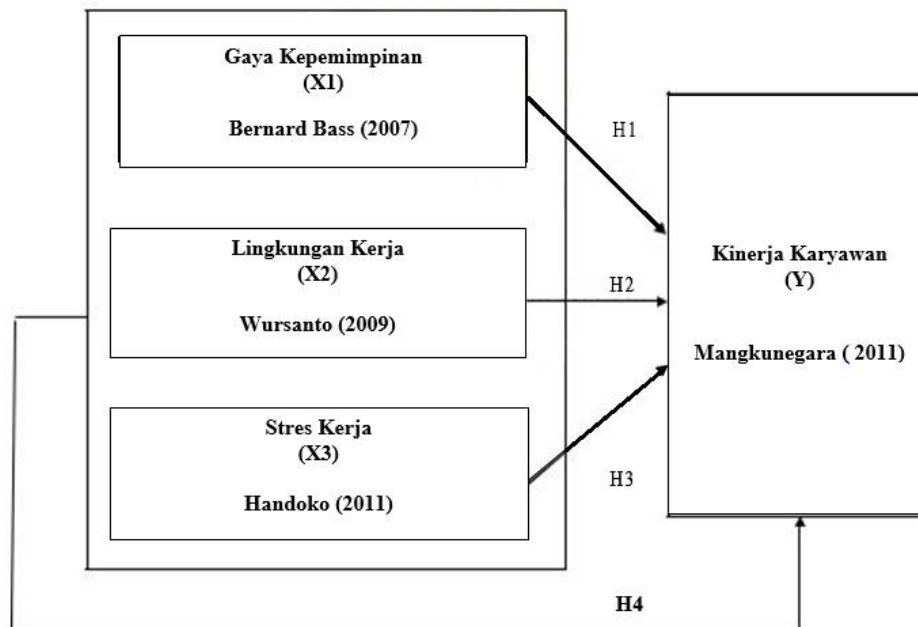 Gaya Kepemimpinan
(X1)
Bernard Bass (2007)
H1
Lingkungan Kerja
(X2)
Wursanto (2009)
H2
Kinerja Karyawan
(Y)
Mangkunegara ( 2011)
Stres Kerja
(X3)
Handoko (2011)
H3
H4